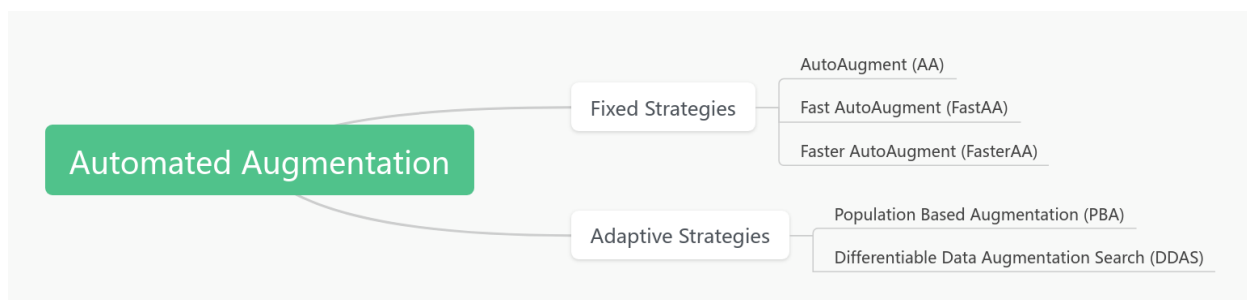 Automated Augmentation
Fixed Strategies
AutoAugment (AA)
Fast AutoAugment (FastAA)
Faster AutoAugment (FasterAA)
Adaptive Strategies
Population Based Augmentation (PBA)
Differentiable Data Augmentation Search (DDAS)